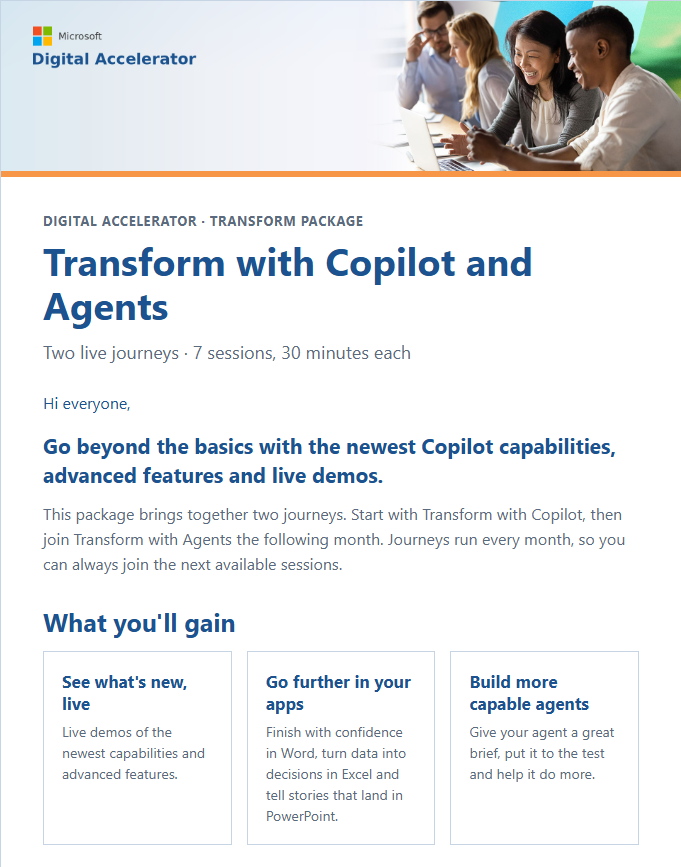 Microsoft
Digital Accelerator
DIGITAL ACCELERATOR · TRANSFORM PACKAGE
Transform with Copilot and
Agents
Two live journeys · 7 sessions, 30 minutes each
Hi everyone,
Go beyond the basics with the newest Copilot capabilities,
advanced features and live demos.
This package brings together two journeys. Start with Transform with Copilot, then
join Transform with Agents the following month. Journeys run every month, so you
can always join the next available sessions.
What you'll gain
See what's new,
live
Live demos of the
newest capabilities and
advanced features.
Go further in your
apps
Finish with confidence
in Word, turn data into
decisions in Excel and
tell stories that land in
PowerPoint.
Build more
capable agents
Give your agent a great
brief, put it to the test
and help it do more.